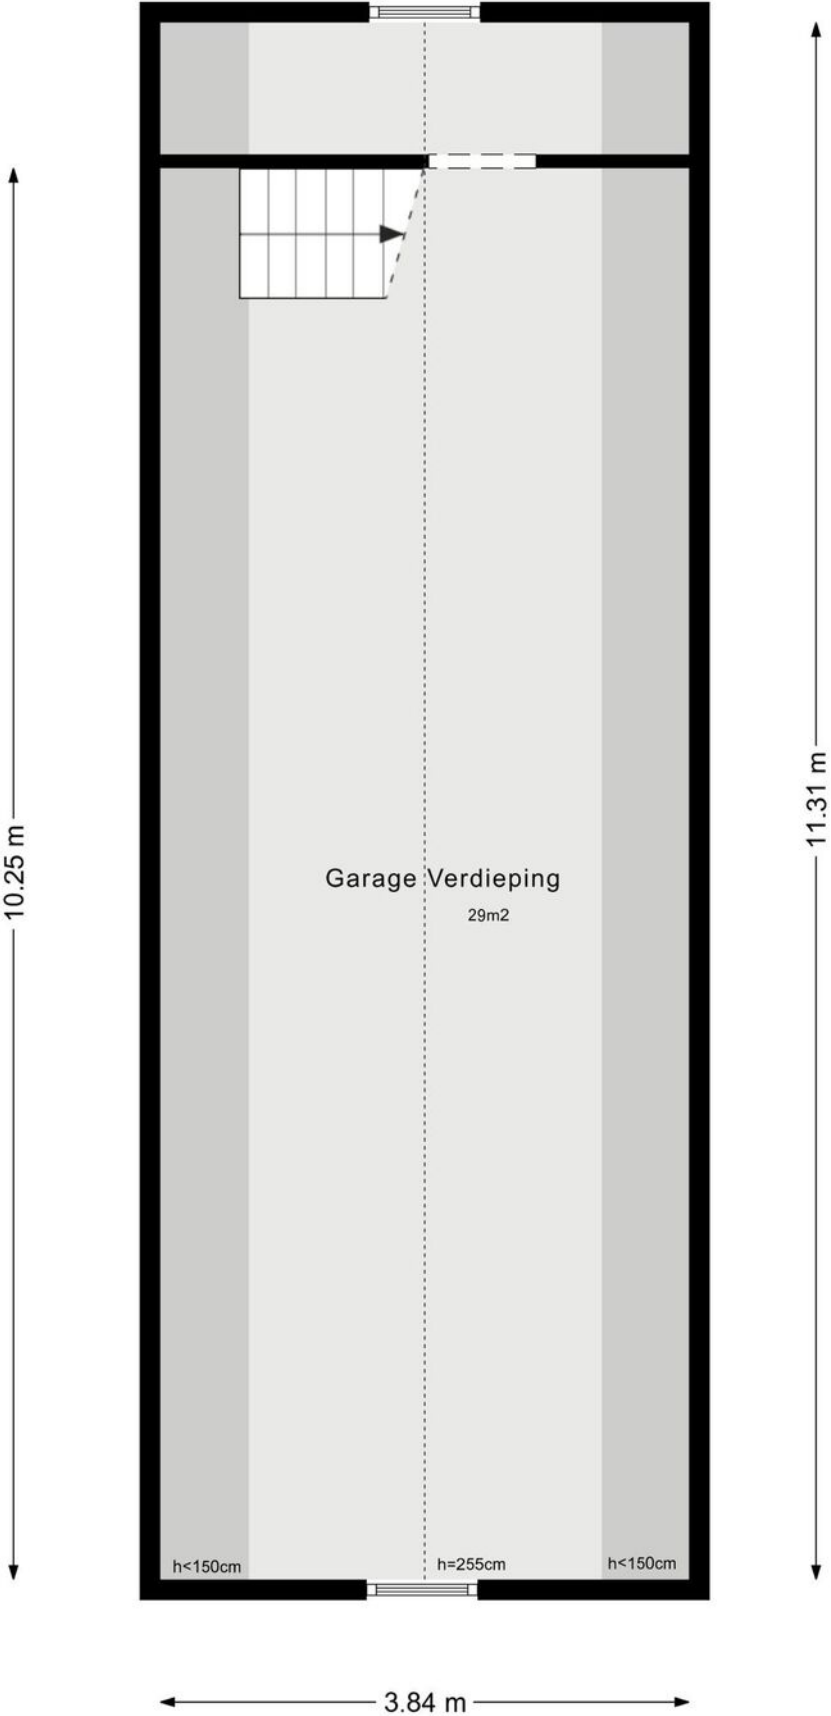 11.31 m
10.25 m
Garage Verdieping
29m2
h<150cm
h=255cm
h<150cm
3.84 m